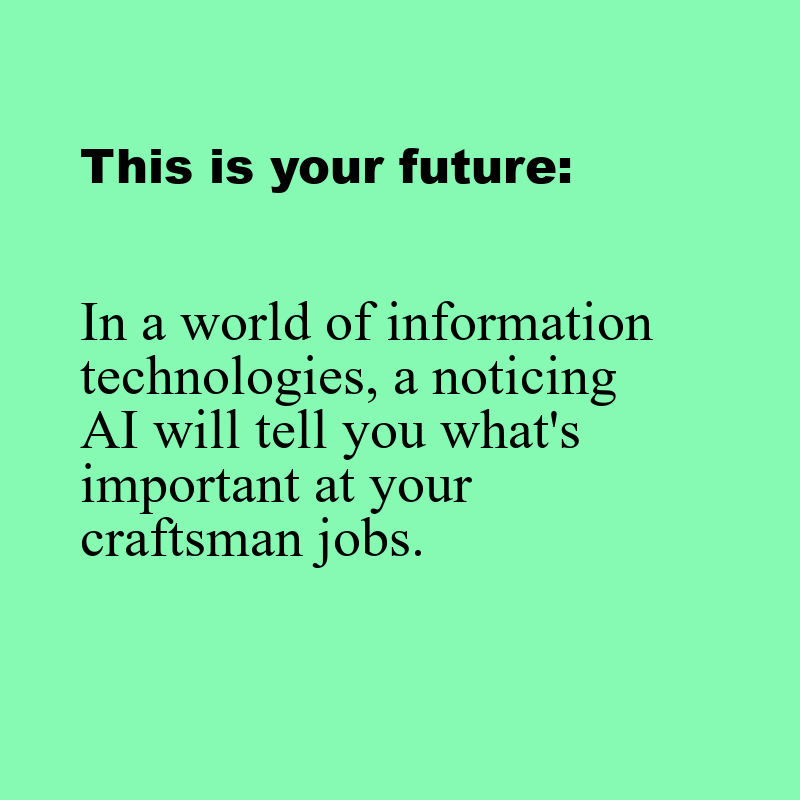 This is your future:
In a world of information
technologies, a noticing
AI will tell you what's
important at your
craftsman jobs.